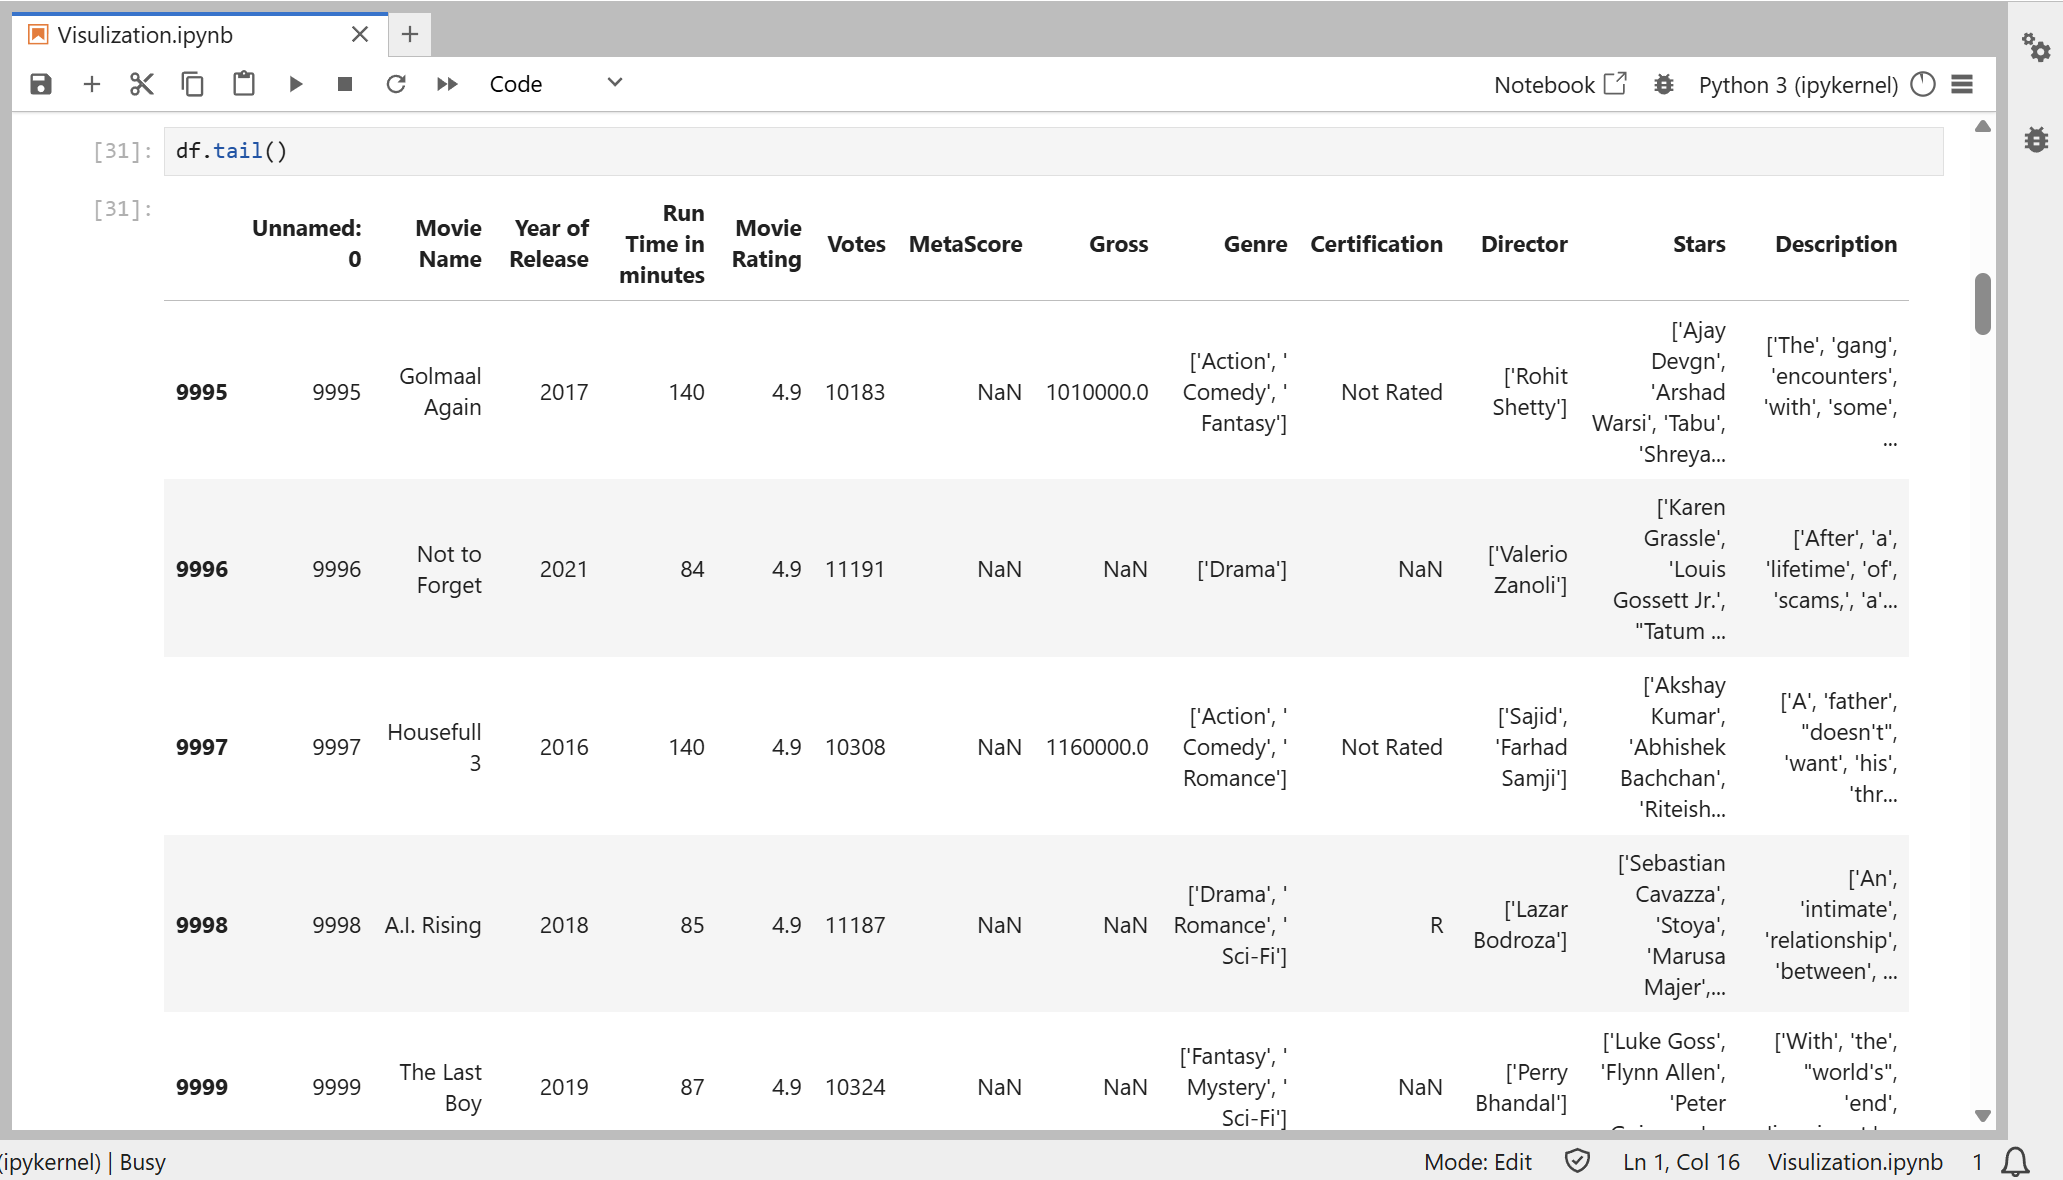 Visulization.ipynb
Code
Notebook
Python 3 (ipykernel)
[31]:
df.tail()
[31]:
Unnamed: 0 Movie Name Year of Release Run Time in minutes Movie Rating Votes MetaScore Gross Genre Certification Director Stars Description
9995 9995 Golmaal Again 2017 140 4.9 10183 NaN 1010000.0 ['Action', ' Comedy', ' Fantasy'] Not Rated ['Rohit Shetty'] ['Ajay Devgn', 'Arshad Warsi', 'Tabu', 'Shreya... ['The', 'gang', 'encounters', 'with', 'some', ...
9996 9996 Not to Forget 2021 84 4.9 11191 NaN NaN ['Drama'] NaN ['Valerio Zanoli'] ['Karen Grassle', 'Louis Gossett Jr.', "Tatum ... ['After', 'a', 'lifetime', 'of', 'scams,', 'a'...
9997 9997 Housefull 3 2016 140 4.9 10308 NaN 1160000.0 ['Action', ' Comedy', ' Romance'] Not Rated ['Sajid', 'Farhad Samji'] ['Akshay Kumar', 'Abhishek Bachchan', 'Riteish... ['A', 'father', "doesn't", 'want', 'his', 'thr...
9998 9998 A.I. Rising 2018 85 4.9 11187 NaN NaN ['Drama', ' Romance', ' Sci-Fi'] R ['Lazar Bodroza'] ['Sebastian Cavazza', 'Stoya', 'Marusa Majer',... ['An', 'intimate', 'relationship', 'between', ...
9999 9999 The Last Boy 2019 87 4.9 10324 NaN NaN ['Fantasy', ' Mystery', ' Sci-Fi'] NaN ['Perry Bhandal'] ['Luke Goss', 'Flynn Allen', 'Peter ['With', 'the', "world's", 'end',
(ipykernel) | Busy
Mode: Edit
Ln 1, Col 16
Visulization.ipynb
1